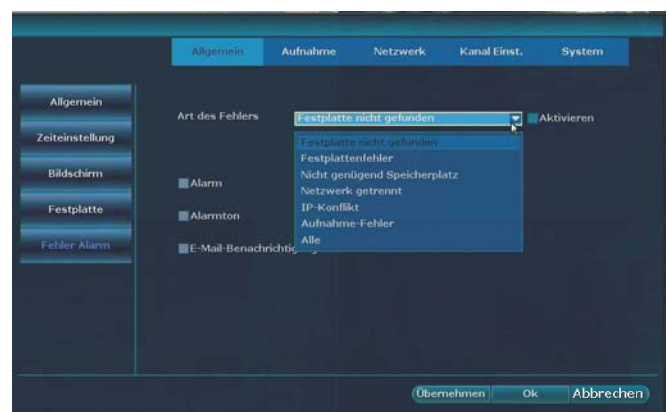 Allgemein Aufnahme Netzwerk Kanal Einst. System
Allgemein
Zeiteinstellung
Bildschirm
Festplatte
Fehler Alarm
Art des Fehlers Festplatte nicht gefunden Aktivieren
Festplatte nicht gefunden
Festplattenfehler
Nicht genügend Speicherplatz
Netzwerk getrennt
IP-Konflikt
Aufnahme-Fehler
Alle
Alarm
Alarmton
E-Mail-Benachrichtig
Übernehmen Ok Abbrechen